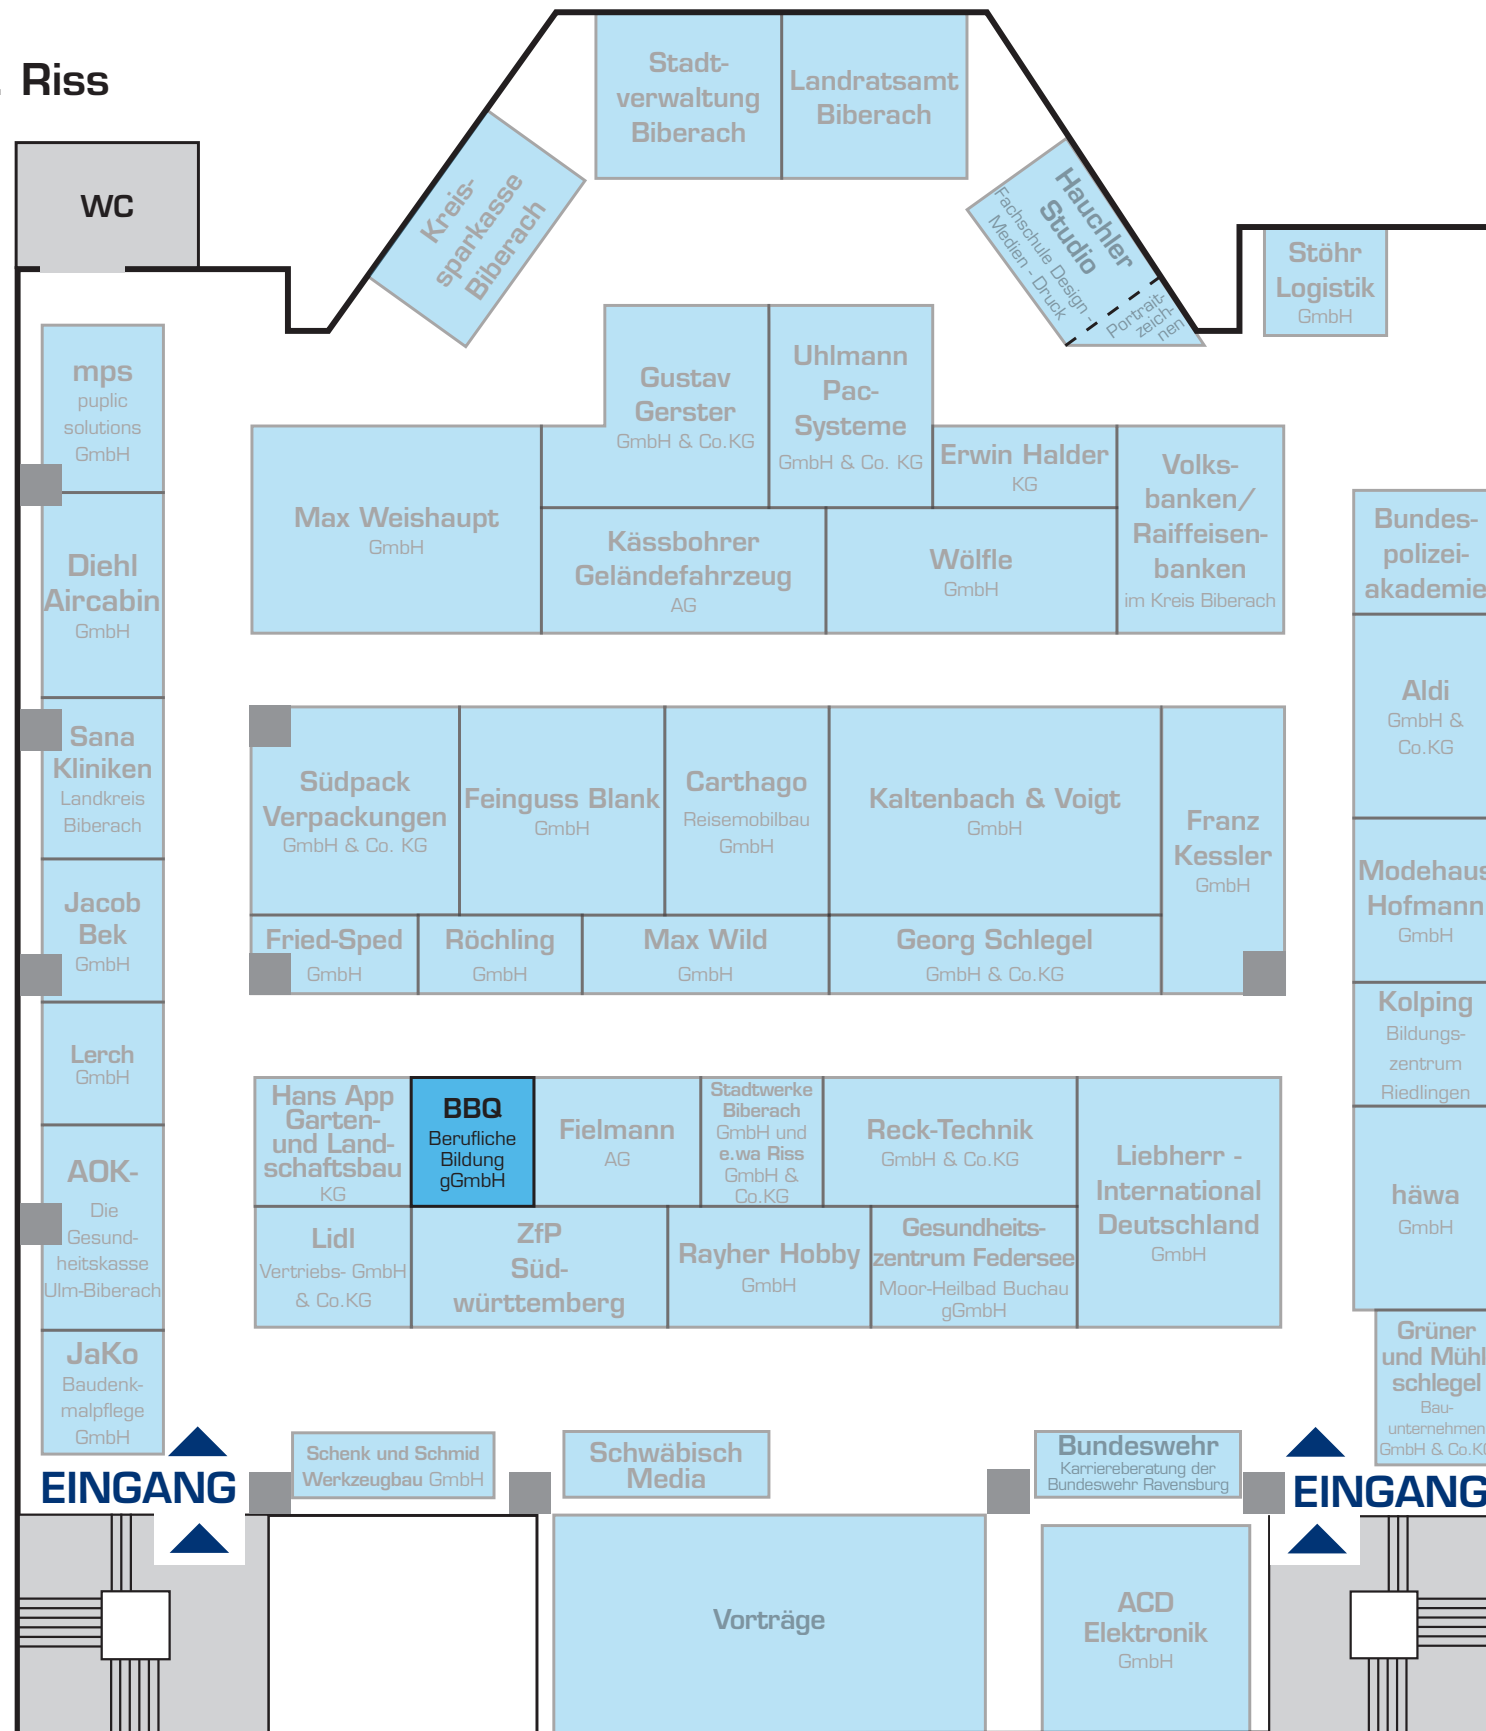 . Riss
WC
Kreis-
sparkasse
Biberach
Stadt-
verwaltung
Biberach
Landratsamt
Biberach
Hauchler
Studio
Fachschule Design -
Medien - Druck
Portrait-
zeich-
nen
Stöhr
Logistik
GmbH
mps
puplic
solutions
GmbH
Diehl
Aircabin
GmbH
Sana
Kliniken
Landkreis
Biberach
Jacob
Bek
GmbH
Lerch
GmbH
AOK-
Die
Gesund-
heitskasse
Ulm-Biberach
JaKo
Baudenk-
malpflege
GmbH
Max Weishaupt
GmbH
Gustav
Gerster
GmbH & Co.KG
Uhlmann
Pac-
Systeme
GmbH & Co. KG
Erwin Halder
KG
Volks-
banken/
Raiffeisen-
banken
im Kreis Biberach
Kässbohrer
Geländefahrzeug
AG
Wölfle
GmbH
Südpack
Verpackungen
GmbH & Co. KG
Feinguss Blank
GmbH
Carthago
Reisemobilbau
GmbH
Kaltenbach & Voigt
GmbH
Franz
Kessler
GmbH
Fried-Sped
GmbH
Röchling
GmbH
Max Wild
GmbH
Georg Schlegel
GmbH & Co.KG
Hans App
Garten-
und Land-
schaftsbau
KG
BBQ
Berufliche
Bildung
gGmbH
Fielmann
AG
Stadtwerke
Biberach
GmbH und
e.wa Riss
GmbH &
Co.KG
Reck-Technik
GmbH & Co.KG
Liebherr -
International
Deutschland
GmbH
Lidl
Vertriebs- GmbH
& Co.KG
ZfP
Süd-
württemberg
Rayher Hobby
GmbH
Gesundheits-
zentrum Federsee
Moor-Heilbad Buchau
gGmbH
Bundes-
polizei-
akademie
Aldi
GmbH &
Co.KG
Modehaus
Hofmann
GmbH
Kolping
Bildungs-
zentrum
Riedlingen
häwa
GmbH
Grüner
und Mühl
schlegel
Bau-
unternehmen
GmbH & Co.KG
EINGANG
Schenk und Schmid
Werkzeugbau GmbH
Schwäbisch
Media
Bundeswehr
Karriereberatung der
Bundeswehr Ravensburg
EINGANG
Vorträge
ACD
Elektronik
GmbH